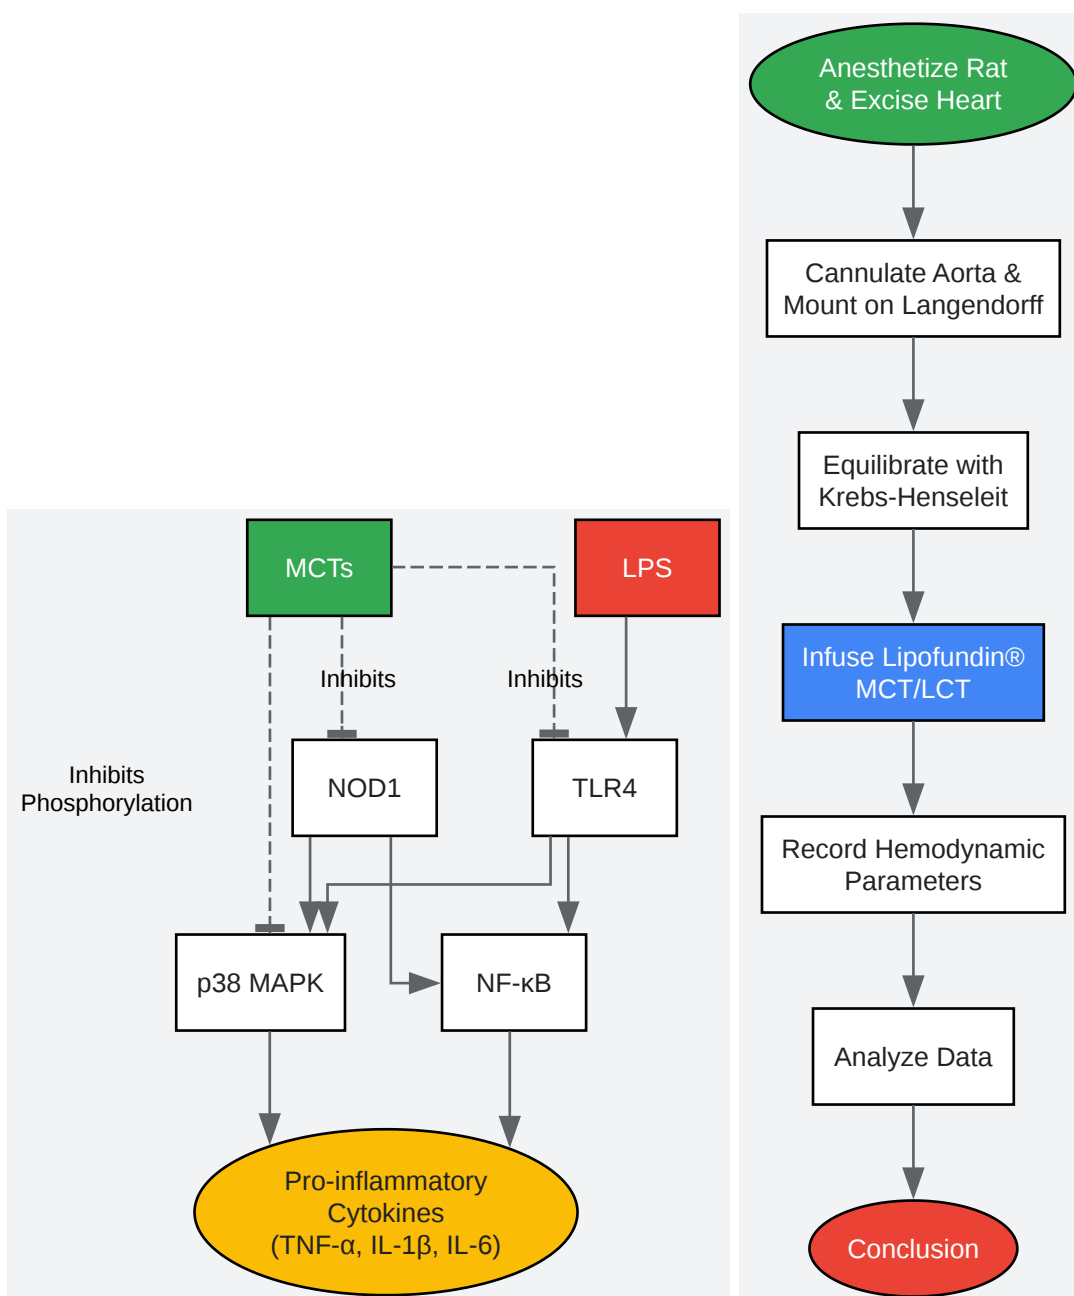 MCTs
LPS
Inhibits
Inhibits
Inhibits
Phosphorylation
NOD1
TLR4
p38 MAPK
NF-κB
Pro-inflammatory
Cytokines
(TNF-α, IL-1β, IL-6)
Anesthetize Rat
& Excise Heart
Cannulate Aorta &
Mount on Langendorff
Equilibrate with
Krebs-Henseleit
Infuse Lipofundin®
MCT/LCT
Record Hemodynamic
Parameters
Analyze Data
Conclusion